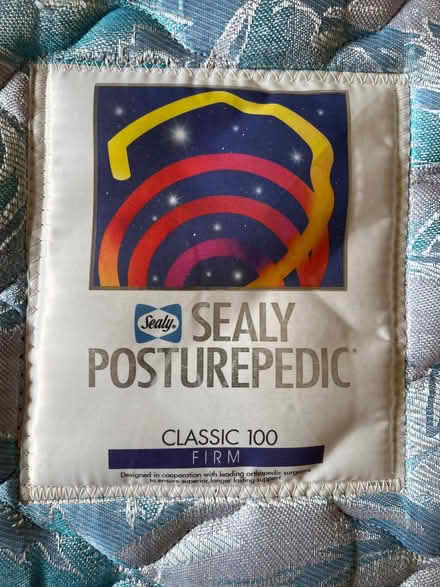 Sealy® SEALY
POSTUREPEDIC®
CLASSIC 100
FIRM
Designed in cooperation with leading orthopedic surgeons
to ensure superior, longer lasting support.